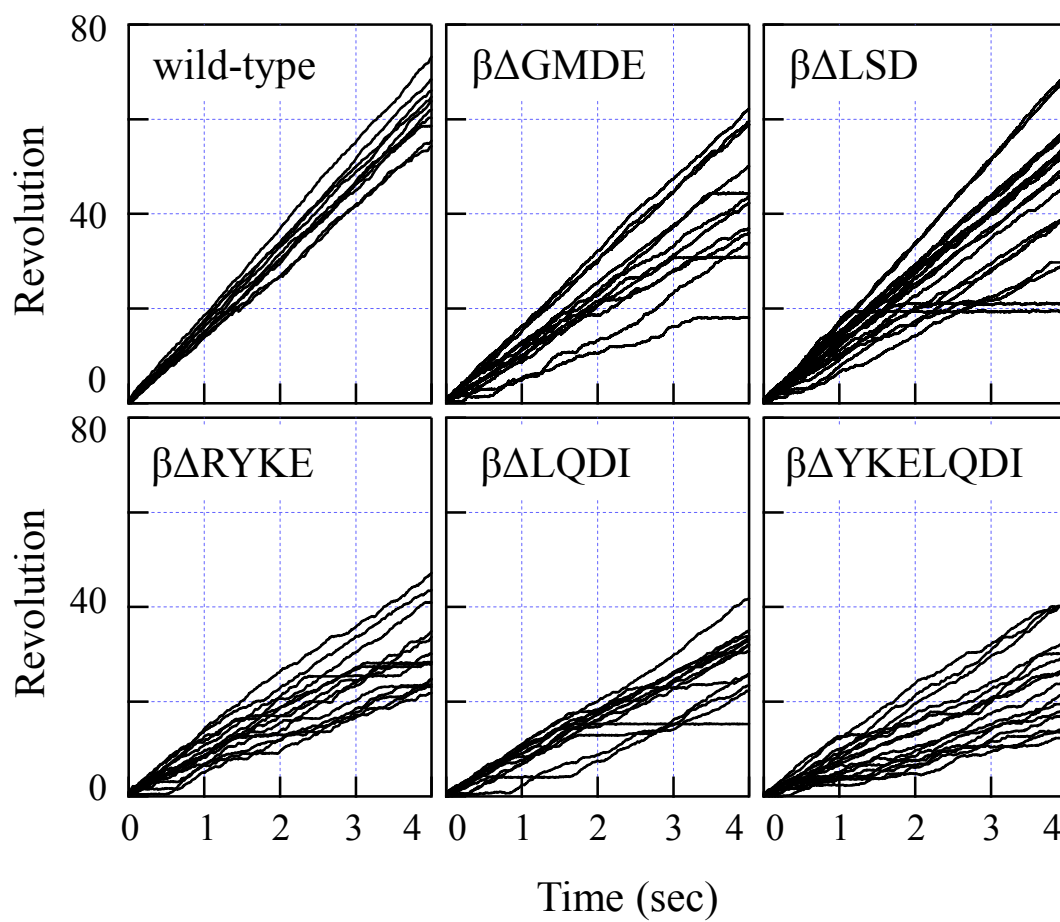 80
wild-type
βΔGMDE
βΔLSD
Revolution
40
0
80
βΔRYKE
βΔLQDI
βΔYKELQDI
Revolution
40
0
0 1 2 3 4
0 1 2 3 4
0 1 2 3 4
Time (sec)